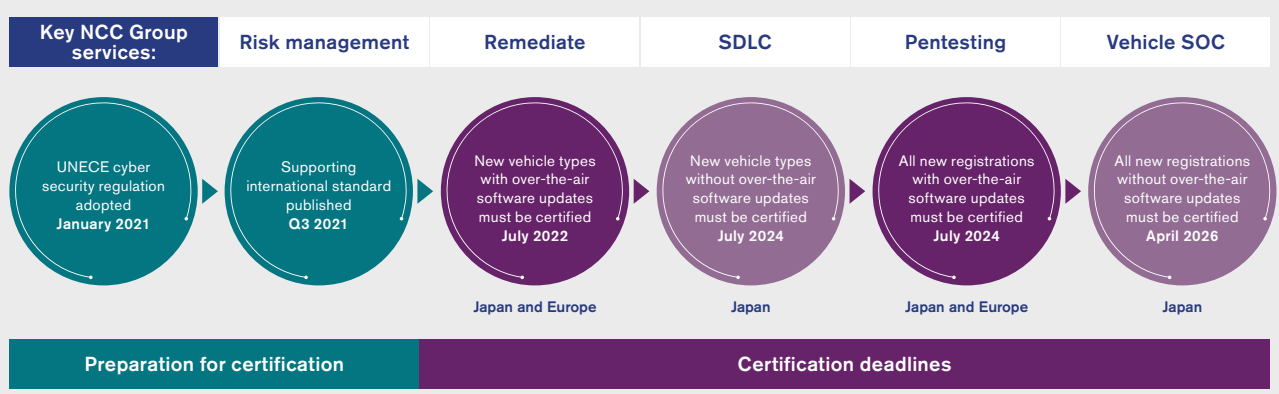 Key NCC Group
services:
Risk management
Remediate
SDLC
Pentesting
Vehicle SOC
UNECE cyber
security regulation
adopted
January 2021
Supporting
international standard
published
Q3 2021
New vehicle types
with over-the-air
software updates
must be certified
July 2022
New vehicle types
without over-the-air
software updates
must be certified
July 2024
All new registrations
with over-the-air
software updates
must be certified
July 2024
All new registrations
without over-the-air
software updates
must be certified
April 2026
Japan and Europe
Japan
Japan and Europe
Japan
Preparation for certification
Certification deadlines